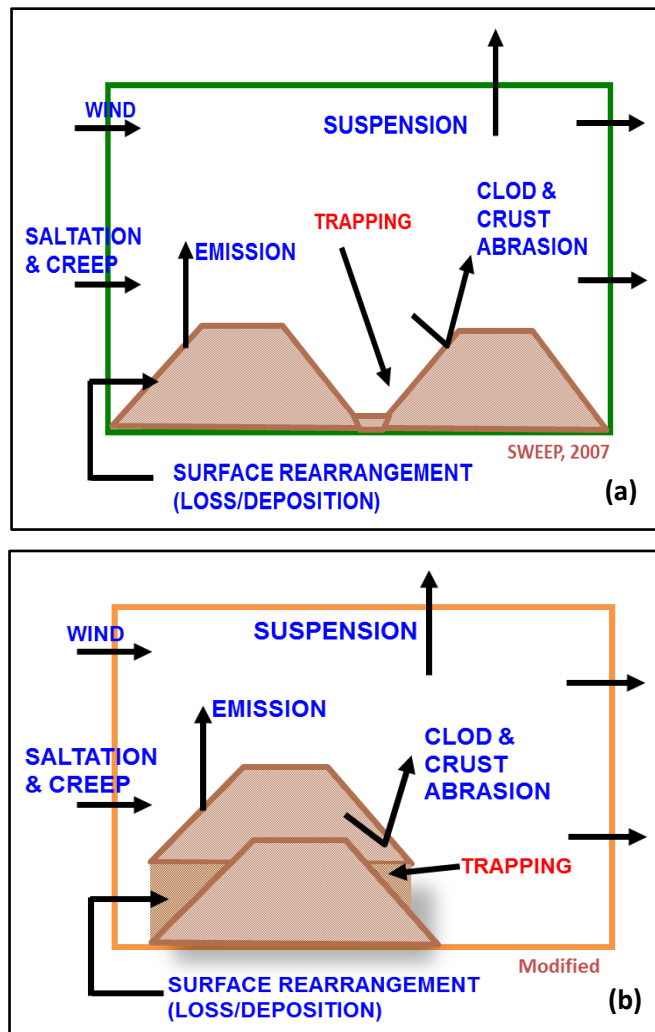 WIND
SUSPENSION
CLOD &
CRUST
ABRASION
TRAPPING
SALTATION
& CREEP
EMISSION
SWEEP, 2007
SURFACE REARRANGEMENT
(LOSS/DEPOSITION)
(a)
WIND
SUSPENSION
EMISSION
CLOD &
CRUST
ABRASION
SALTATION
& CREEP
TRAPPING
Modified
SURFACE REARRANGEMENT
(LOSS/DEPOSITION)
(b)